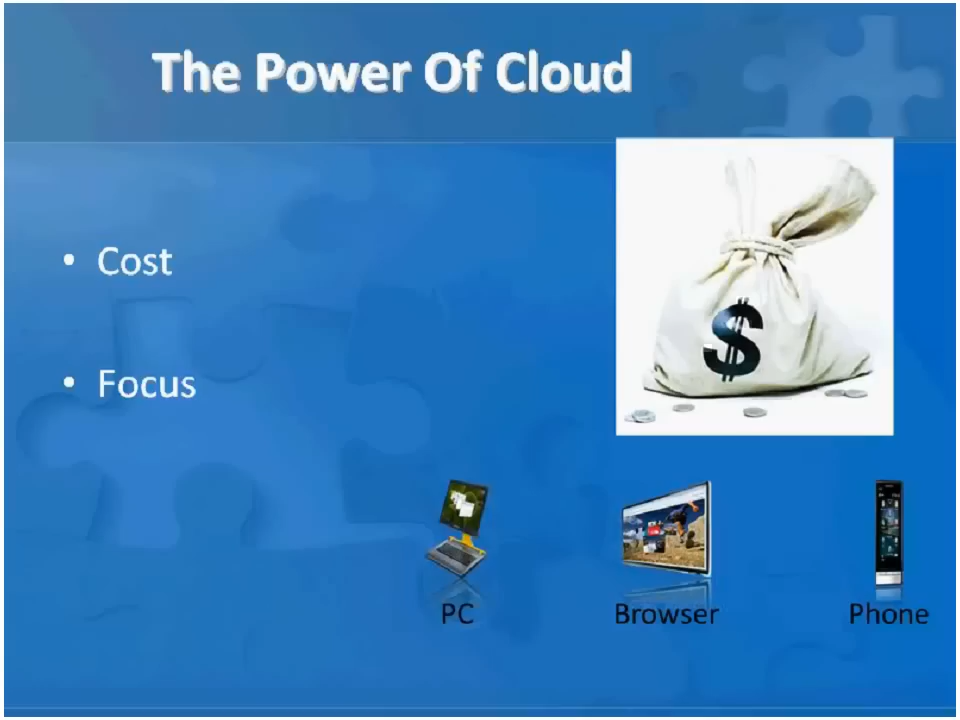 The Power Of Cloud
• Cost
• Focus
$
PC
Browser
Phone